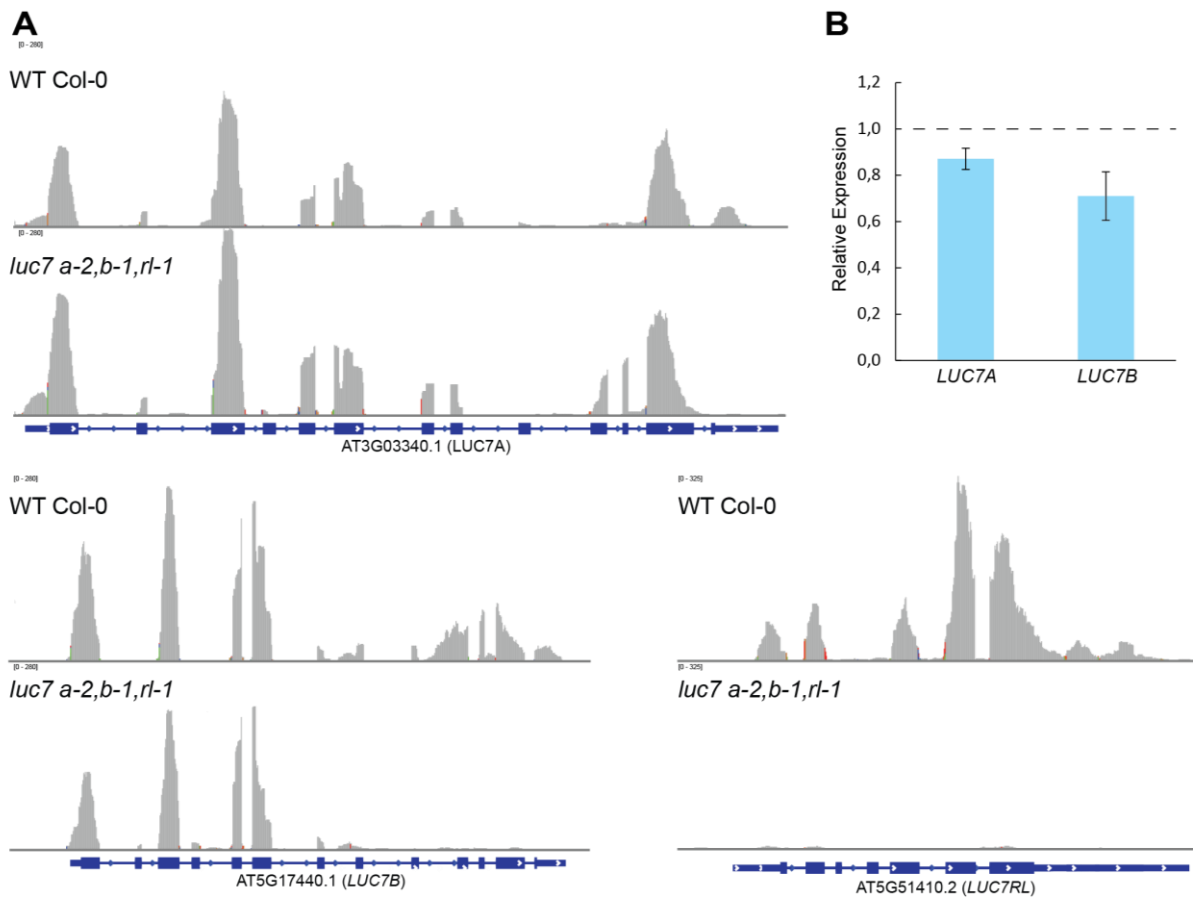 A
[0 - 280]
WT Col-0
[0 - 280]
luc7 a-2,b-1,rl-1
AT3G03340.1 (LUC7A)
B
1,2
1,0
0,8
0,6
0,4
0,2
0,0
Relative Expression
LUC7A
LUC7B
[0 - 280]
WT Col-0
[0 - 280]
luc7 a-2,b-1,rl-1
AT5G17440.1 (LUC7B)
[0 - 325]
WT Col-0
[0 - 325]
luc7 a-2,b-1,rl-1
AT5G51410.2 (LUC7RL)